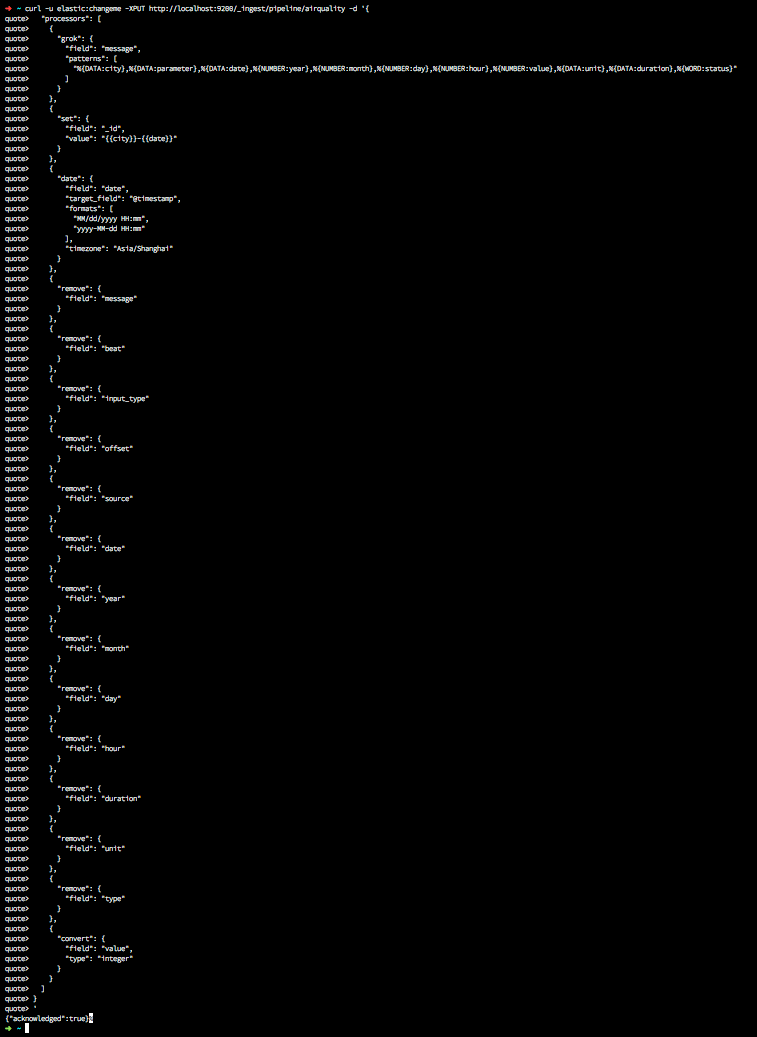 ➜ ~ curl -u elastic:changeme -XPUT http://localhost:9200/_ingest/pipeline/airquality -d '{
quote>   "processors": [
quote>     {
quote>       "grok": {
quote>         "field": "message",
quote>         "patterns": [
quote>           "%{DATA:city},%{DATA:parameter},%{DATA:date},%{NUMBER:year},%{NUMBER:month},%{NUMBER:day},%{NUMBER:hour},%{NUMBER:value},%{DATA:unit},%{DATA:duration},%{WORD:status}"
quote>         ]
quote>       }
quote>     },
quote>     {
quote>       "set": {
quote>         "field": "_id",
quote>         "value": "{{city}}-{{date}}"
quote>       }
quote>     },
quote>     {
quote>       "date": {
quote>         "field": "date",
quote>         "target_field": "@timestamp",
quote>         "formats": [
quote>           "MM/dd/yyyy HH:mm",
quote>           "yyyy-MM-dd HH:mm"
quote>         ],
quote>         "timezone": "Asia/Shanghai"
quote>       }
quote>     },
quote>     {
quote>       "remove": {
quote>         "field": "message"
quote>       }
quote>     },
quote>     {
quote>       "remove": {
quote>         "field": "beat"
quote>       }
quote>     },
quote>     {
quote>       "remove": {
quote>         "field": "input_type"
quote>       }
quote>     },
quote>     {
quote>       "remove": {
quote>         "field": "offset"
quote>       }
quote>     },
quote>     {
quote>       "remove": {
quote>         "field": "source"
quote>       }
quote>     },
quote>     {
quote>       "remove": {
quote>         "field": "date"
quote>       }
quote>     },
quote>     {
quote>       "remove": {
quote>         "field": "year"
quote>       }
quote>     },
quote>     {
quote>       "remove": {
quote>         "field": "month"
quote>       }
quote>     },
quote>     {
quote>       "remove": {
quote>         "field": "day"
quote>       }
quote>     },
quote>     {
quote>       "remove": {
quote>         "field": "hour"
quote>       }
quote>     },
quote>     {
quote>       "remove": {
quote>         "field": "duration"
quote>       }
quote>     },
quote>     {
quote>       "remove": {
quote>         "field": "unit"
quote>       }
quote>     },
quote>     {
quote>       "remove": {
quote>         "field": "type"
quote>       }
quote>     },
quote>     {
quote>       "convert": {
quote>         "field": "value",
quote>         "type": "integer"
quote>       }
quote>     }
quote>   ]
quote> }
quote> '
{"acknowledged":true}%
➜ ~